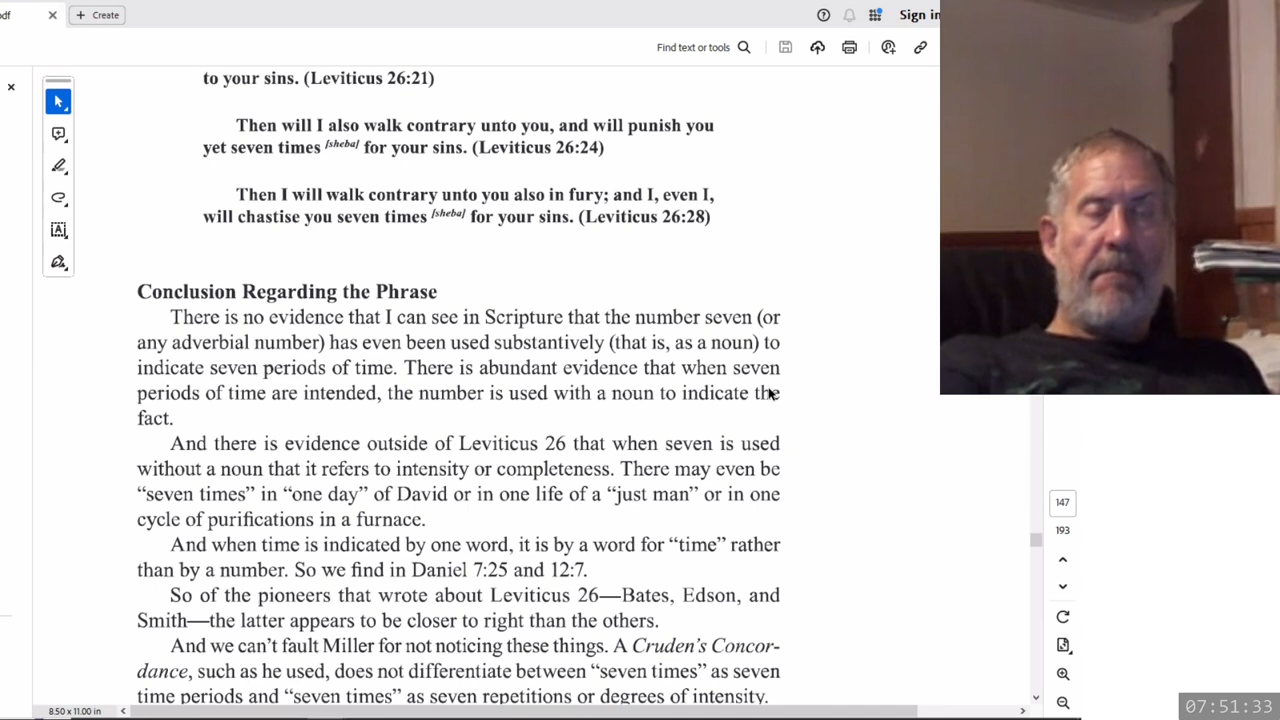 df
Create
Sign in
Find text or tools
to your sins. (Leviticus 26:21)
Then will I also walk contrary unto you, and will punish you
yet seven times [sheba] for your sins. (Leviticus 26:24)
Then I will walk contrary unto you also in fury; and I, even I,
will chastise you seven times [sheba] for your sins. (Leviticus 26:28)
Conclusion Regarding the Phrase
There is no evidence that I can see in Scripture that the number seven (or
any adverbial number) has even been used substantively (that is, as a noun) to
indicate seven periods of time. There is abundant evidence that when seven
periods of time are intended, the number is used with a noun to indicate the
fact.
And there is evidence outside of Leviticus 26 that when seven is used
without a noun that it refers to intensity or completeness. There may even be
“seven times” in “one day” of David or in one life of a “just man” or in one
cycle of purifications in a furnace.
And when time is indicated by one word, it is by a word for “time” rather
than by a number. So we find in Daniel 7:25 and 12:7.
So of the pioneers that wrote about Leviticus 26—Bates, Edson, and
Smith—the latter appears to be closer to right than the others.
And we can’t fault Miller for not noticing these things. A Cruden’s Concor-
dance, such as he used, does not differentiate between “seven times” as seven
time periods and “seven times” as seven repetitions or degrees of intensity.
147
193
8.50 x 11.00 in
07:51:33